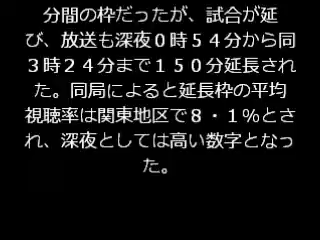 分間の枠だったが、試合が延
び、放送も深夜０時５４分から同
３時２４分まで１５０分延長され
た。同局によると延長枠の平均
視聴率は関東地区で８・１％とさ
れ、深夜としては高い数字となっ
た。